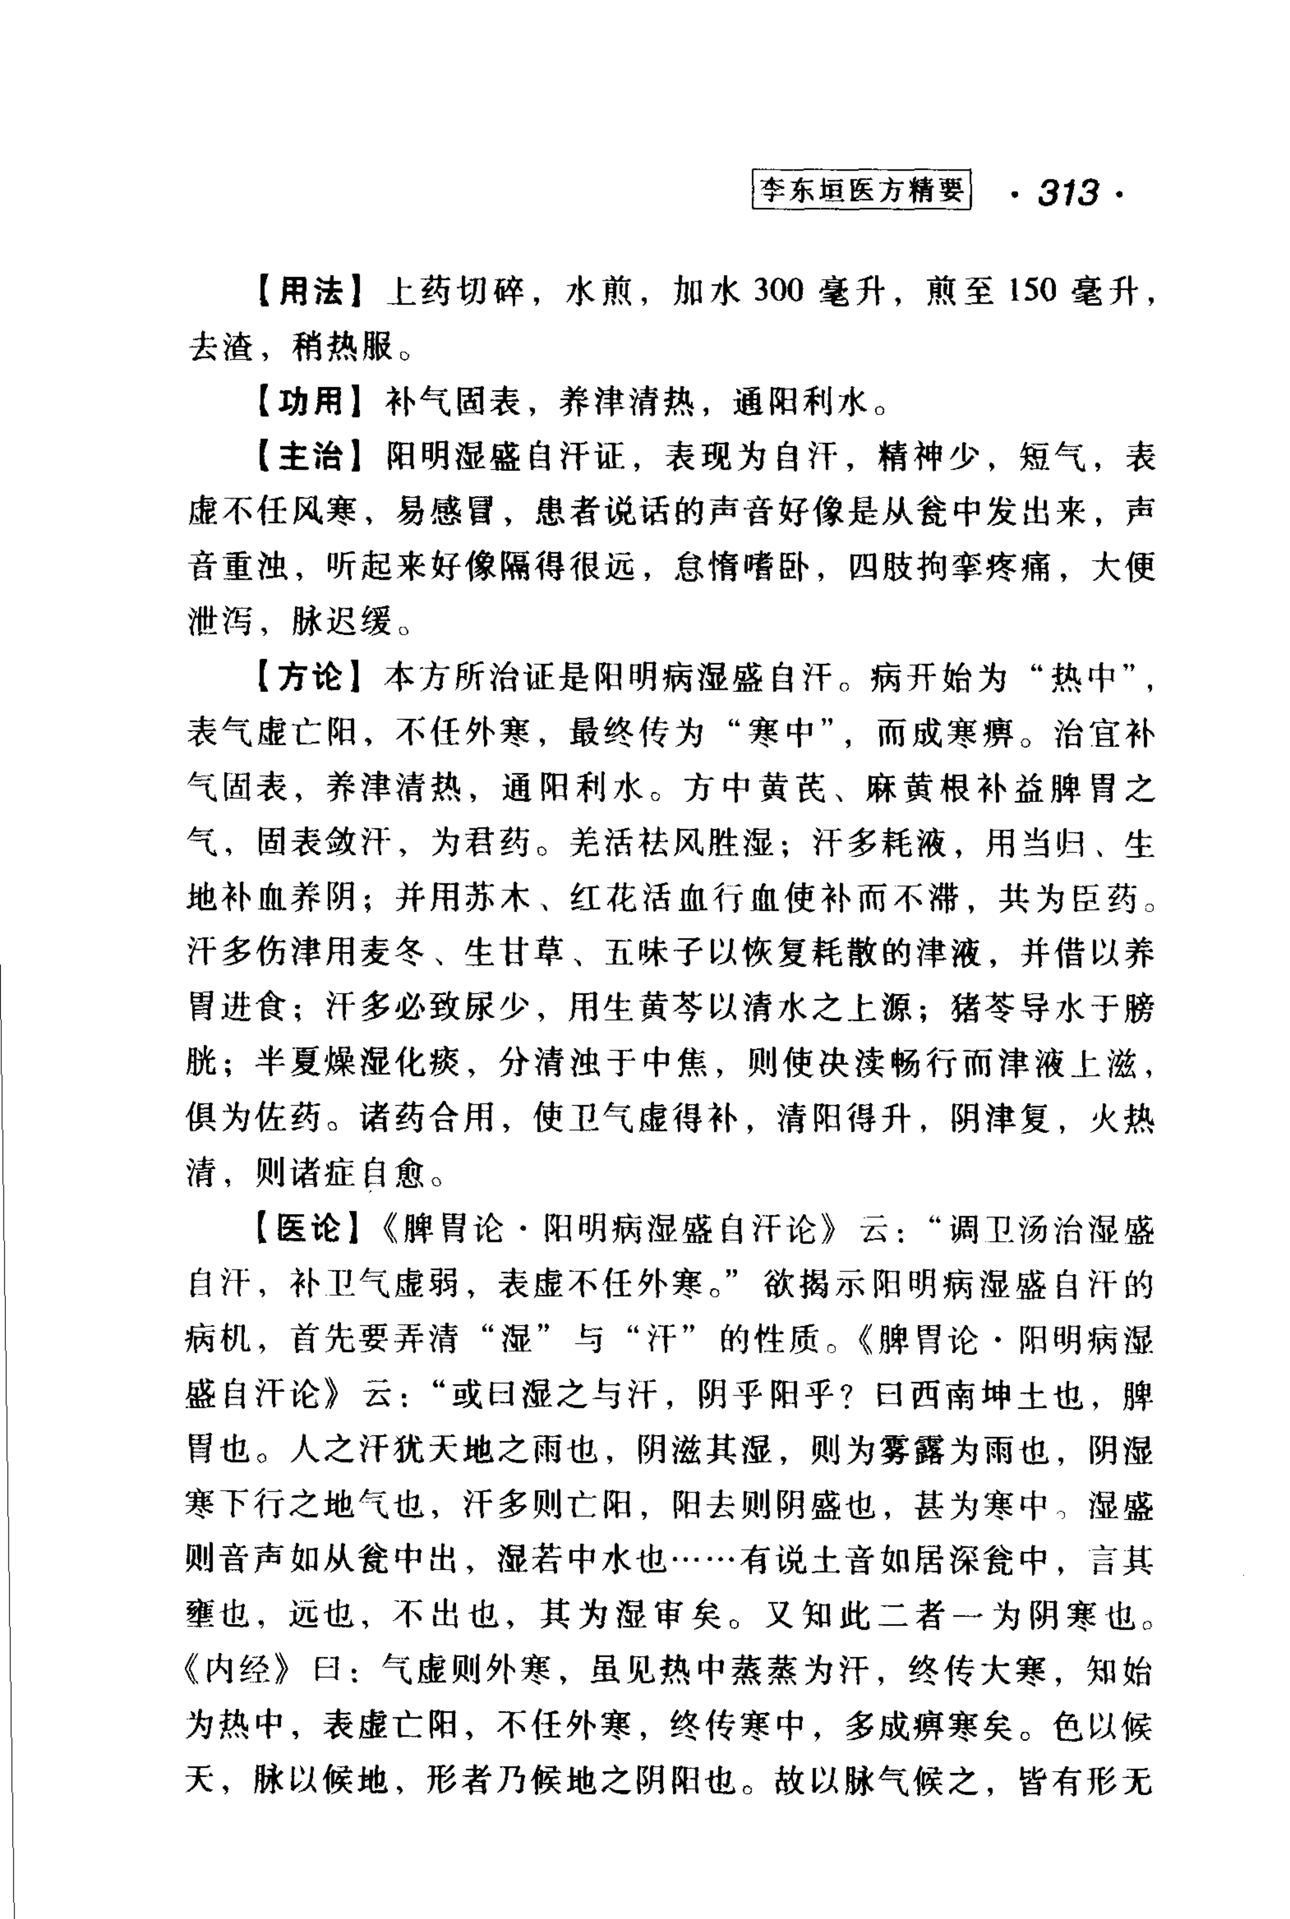 李东垣医方精要 · 313 ·
【用法】上药切碎，水煎，加水 300 毫升，煎至 150 毫升，
去渣，稍热服。
【功用】补气固表，养津清热，通阳利水。
【主治】阳明湿盛自汗证，表现为自汗，精神少，短气，表
虚不任风寒，易感冒，患者说话的声音好像是从瓮中发出来，声
音重浊，听起来好像隔得很远，怠惰嗜卧，四肢拘挛疼痛，大便
泄泻，脉迟缓。
【方论】本方所治证是阳明病湿盛自汗。病开始为“热中”，
表气虚亡阳，不任外寒，最终传为“寒中”，而成寒痹。治宜补
气固表，养津清热，通阳利水。方中黄芪、麻黄根补益脾胃之
气，固表敛汗，为君药。羌活祛风胜湿；汗多耗液，用当归、生
地补血养阴；并用苏木、红花活血行血使补而不滞，共为臣药。
汗多伤津用麦冬、生甘草、五味子以恢复耗散的津液，并借以养
胃进食；汗多必致尿少，用生黄芩以清水之上源；猪苓导水于膀
胱；半夏燥湿化痰，分清浊于中焦，则使决渎畅行而津液上滋，
俱为佐药。诸药合用，使卫气虚得补，清阳得升，阴津复，火热
清，则诸症自愈。
【医论】《脾胃论·阳明病湿盛自汗论》云：“调卫汤治湿盛
自汗，补卫气虚弱，表虚不任外寒。”欲揭示阳明病湿盛自汗的
病机，首先要弄清“湿”与“汗”的性质。《脾胃论·阳明病湿
盛自汗论》云：“或曰湿之与汗，阴乎阳乎？曰西南坤土也，脾
胃也。人之汗犹天地之雨也，阴滋其湿，则为雾露为雨也，阴湿
寒下行之地气也，汗多则亡阳，阳去则阴盛也，甚为寒中。湿盛
则音声如从瓮中出，湿若中水也……有说土音如居深瓮中，言其
壅也，远也，不出也，其为湿审矣。又知此二者一为阴寒也。
《内经》曰：气虚则外寒，虽见热中蒸蒸为汗，终传大寒，知始
为热中，表虚亡阳，不任外寒，终传寒中，多成痹寒矣。色以候
天，脉以候地，形者乃候地之阴阳也。故以脉气候之，皆有形无